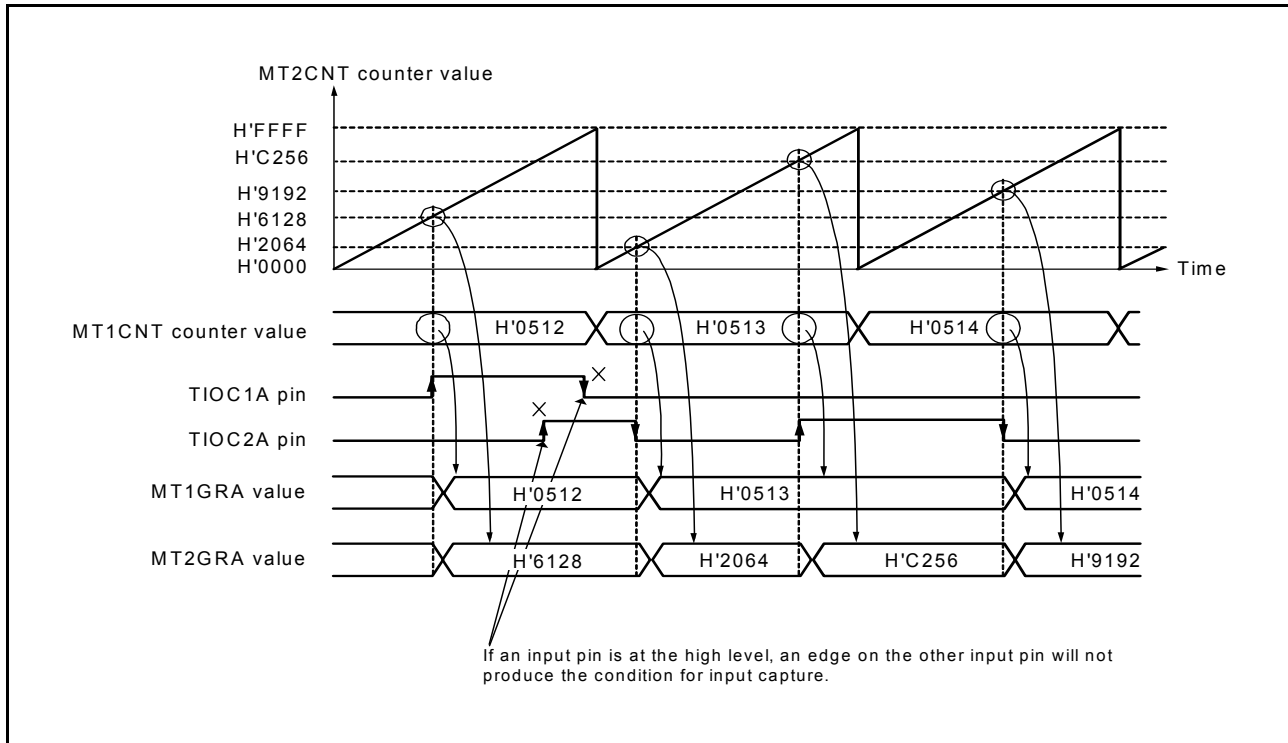 MT2CNT counter value
H'FFFF
H'C256
H'9192
H'6128
H'2064
H'0000
Time
MT1CNT counter value
H'0512
H'0513
H'0514
TIOC1A pin
TIOC2A pin
MT1GRA value
H'0512
H'0513
H'0514
MT2GRA value
H'6128
H'2064
H'C256
H'9192
If an input pin is at the high level, an edge on the other input pin will not
produce the condition for input capture.